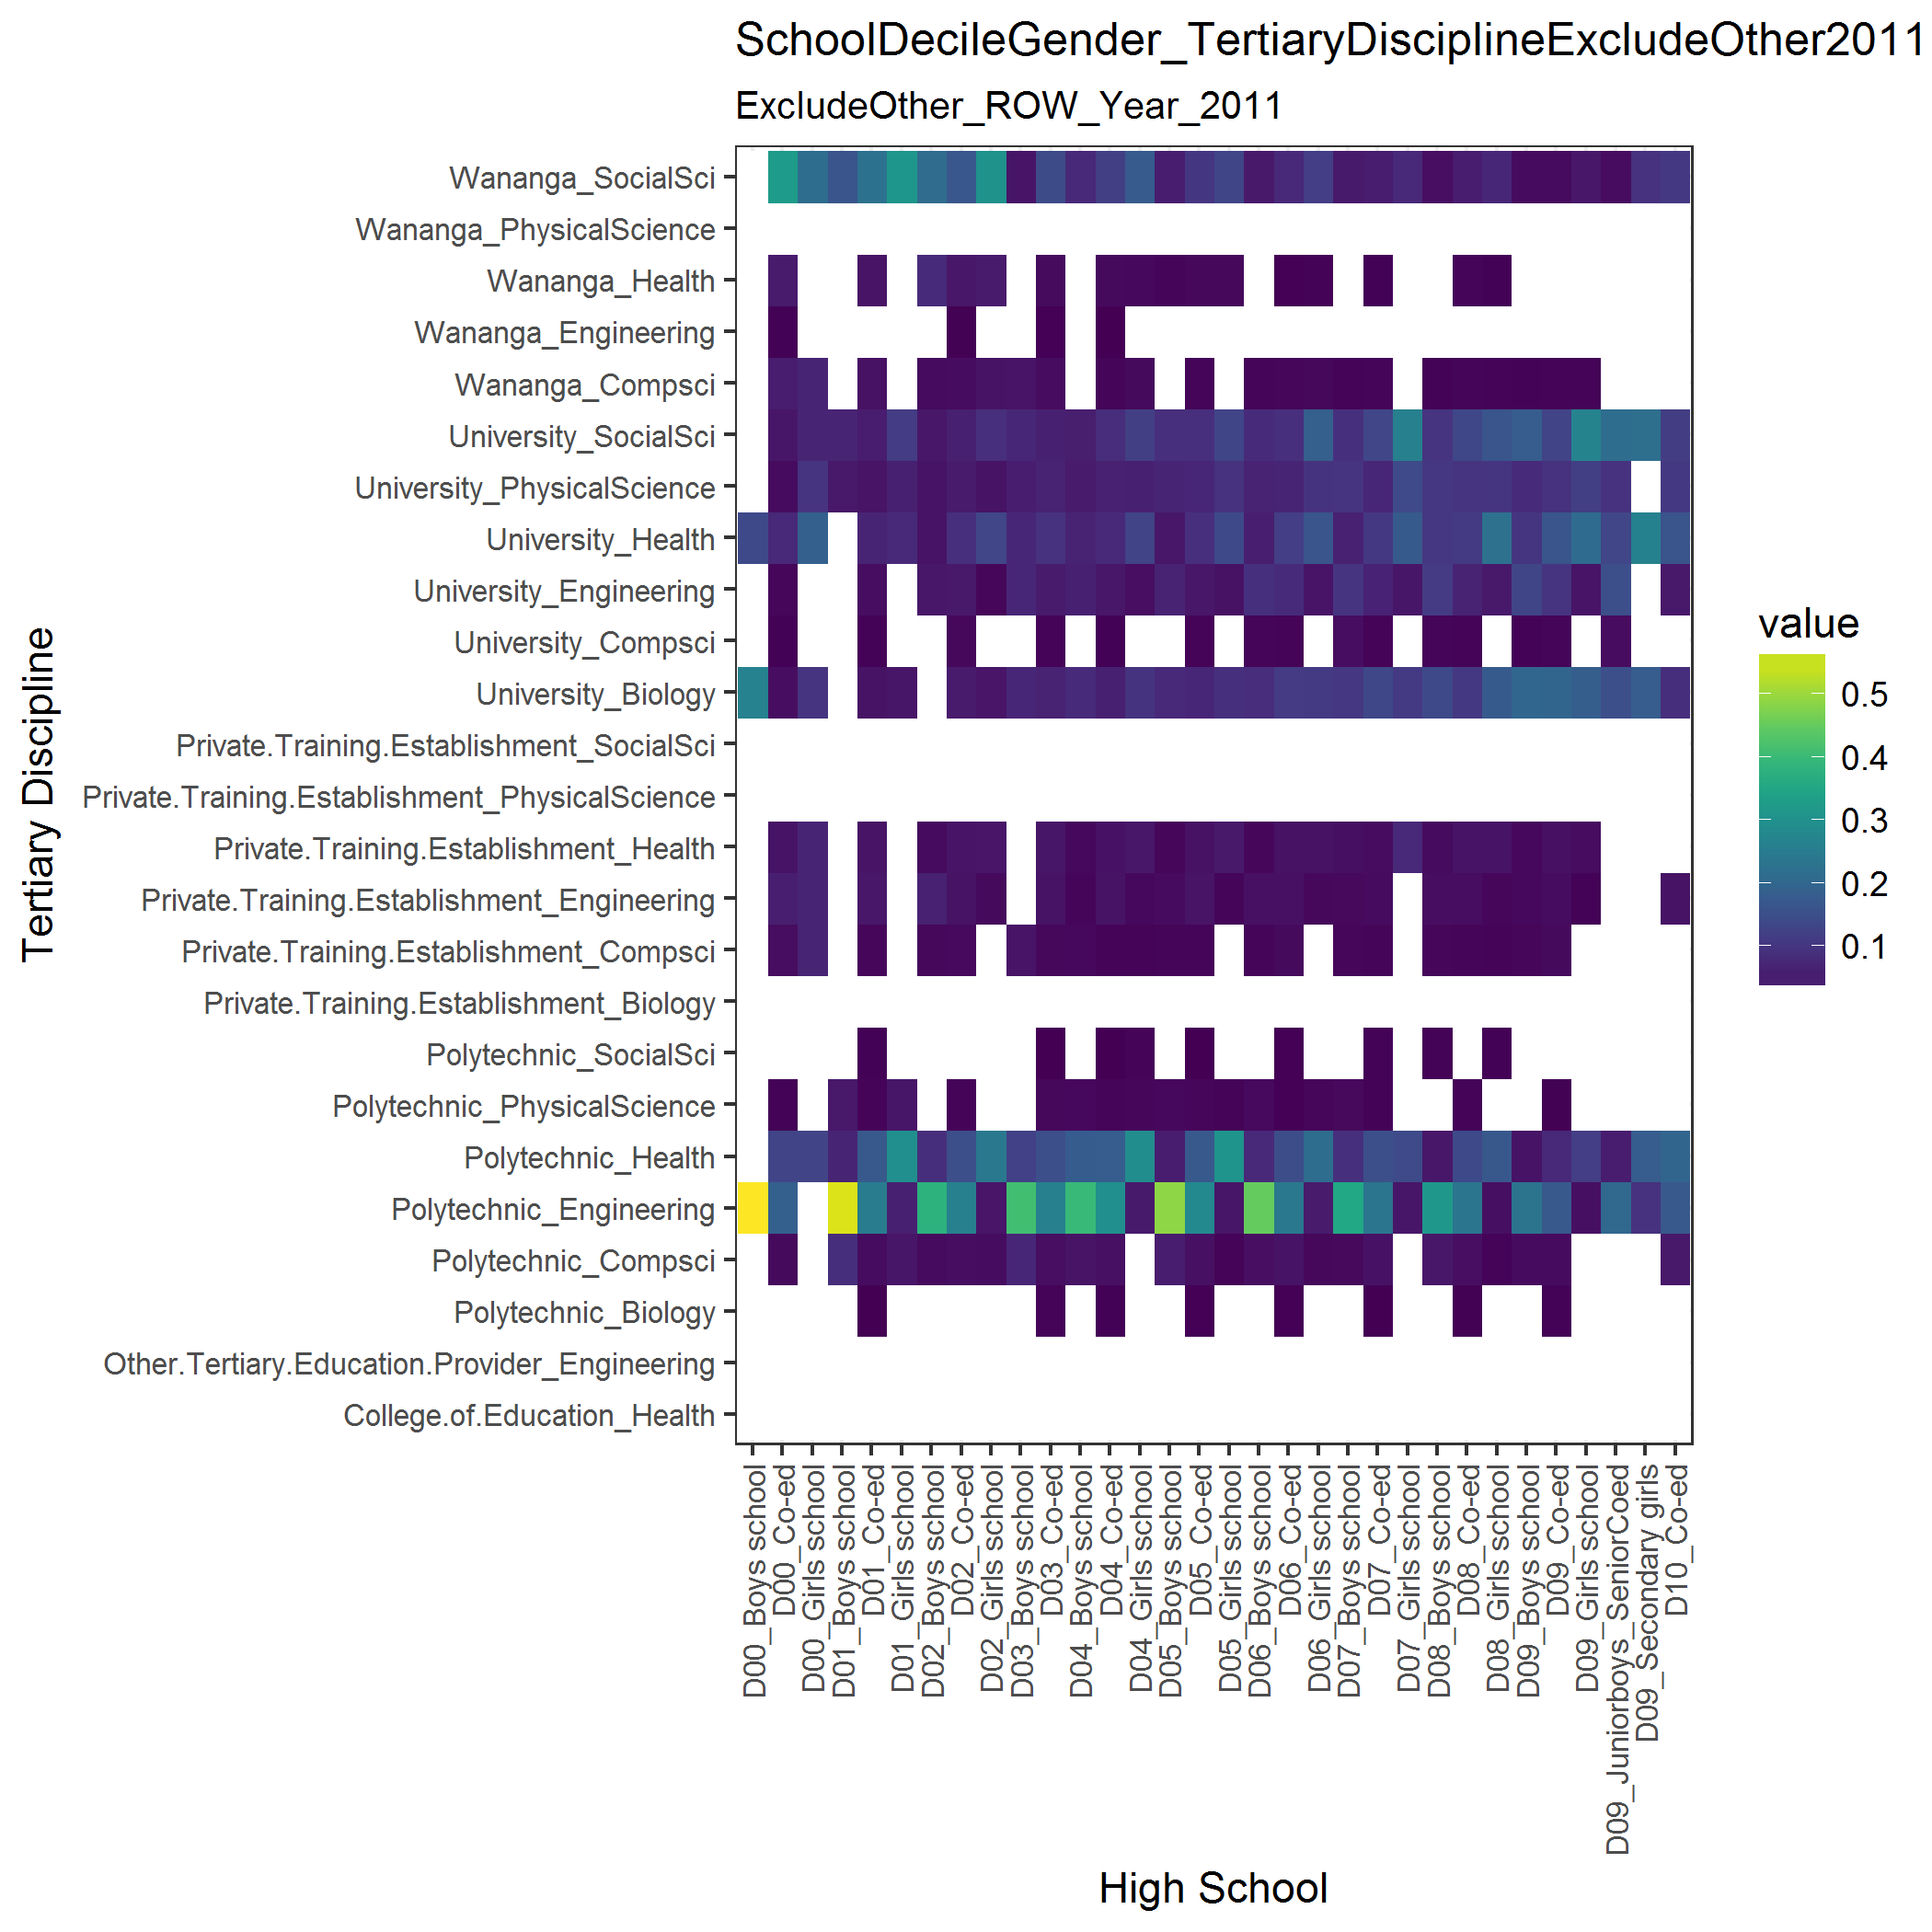 SchoolDecileGender_TertiaryDisciplineExcludeOther2011
ExcludeOther_ROW_Year_2011
Tertiary Discipline
Wananga_SocialSci
Wananga_PhysicalScience
Wananga_Health
Wananga_Engineering
Wananga_Compsci
University_SocialSci
University_PhysicalScience
University_Health
University_Engineering
University_Compsci
University_Biology
Private.Training.Establishment_SocialSci
Private.Training.Establishment_PhysicalScience
Private.Training.Establishment_Health
Private.Training.Establishment_Engineering
Private.Training.Establishment_Compsci
Private.Training.Establishment_Biology
Polytechnic_SocialSci
Polytechnic_PhysicalScience
Polytechnic_Health
Polytechnic_Engineering
Polytechnic_Compsci
Polytechnic_Biology
Other.Tertiary.Education.Provider_Engineering
College.of.Education_Health
D00_Boys school
D00_Co-ed
D00_Girls school
D01_Boys school
D01_Co-ed
D01_Girls school
D02_Boys school
D02_Co-ed
D02_Girls school
D03_Boys school
D03_Co-ed
D04_Boys school
D04_Co-ed
D04_Girls school
D05_Boys school
D05_Co-ed
D05_Girls school
D06_Boys school
D06_Co-ed
D06_Girls school
D07_Boys school
D07_Co-ed
D07_Girls school
D08_Boys school
D08_Co-ed
D08_Girls school
D09_Boys school
D09_Co-ed
D09_Girls school
D09_Juniorboys_SeniorCoed
D09_Secondary girls
D10_Co-ed
High School
value
0.5
0.4
0.3
0.2
0.1